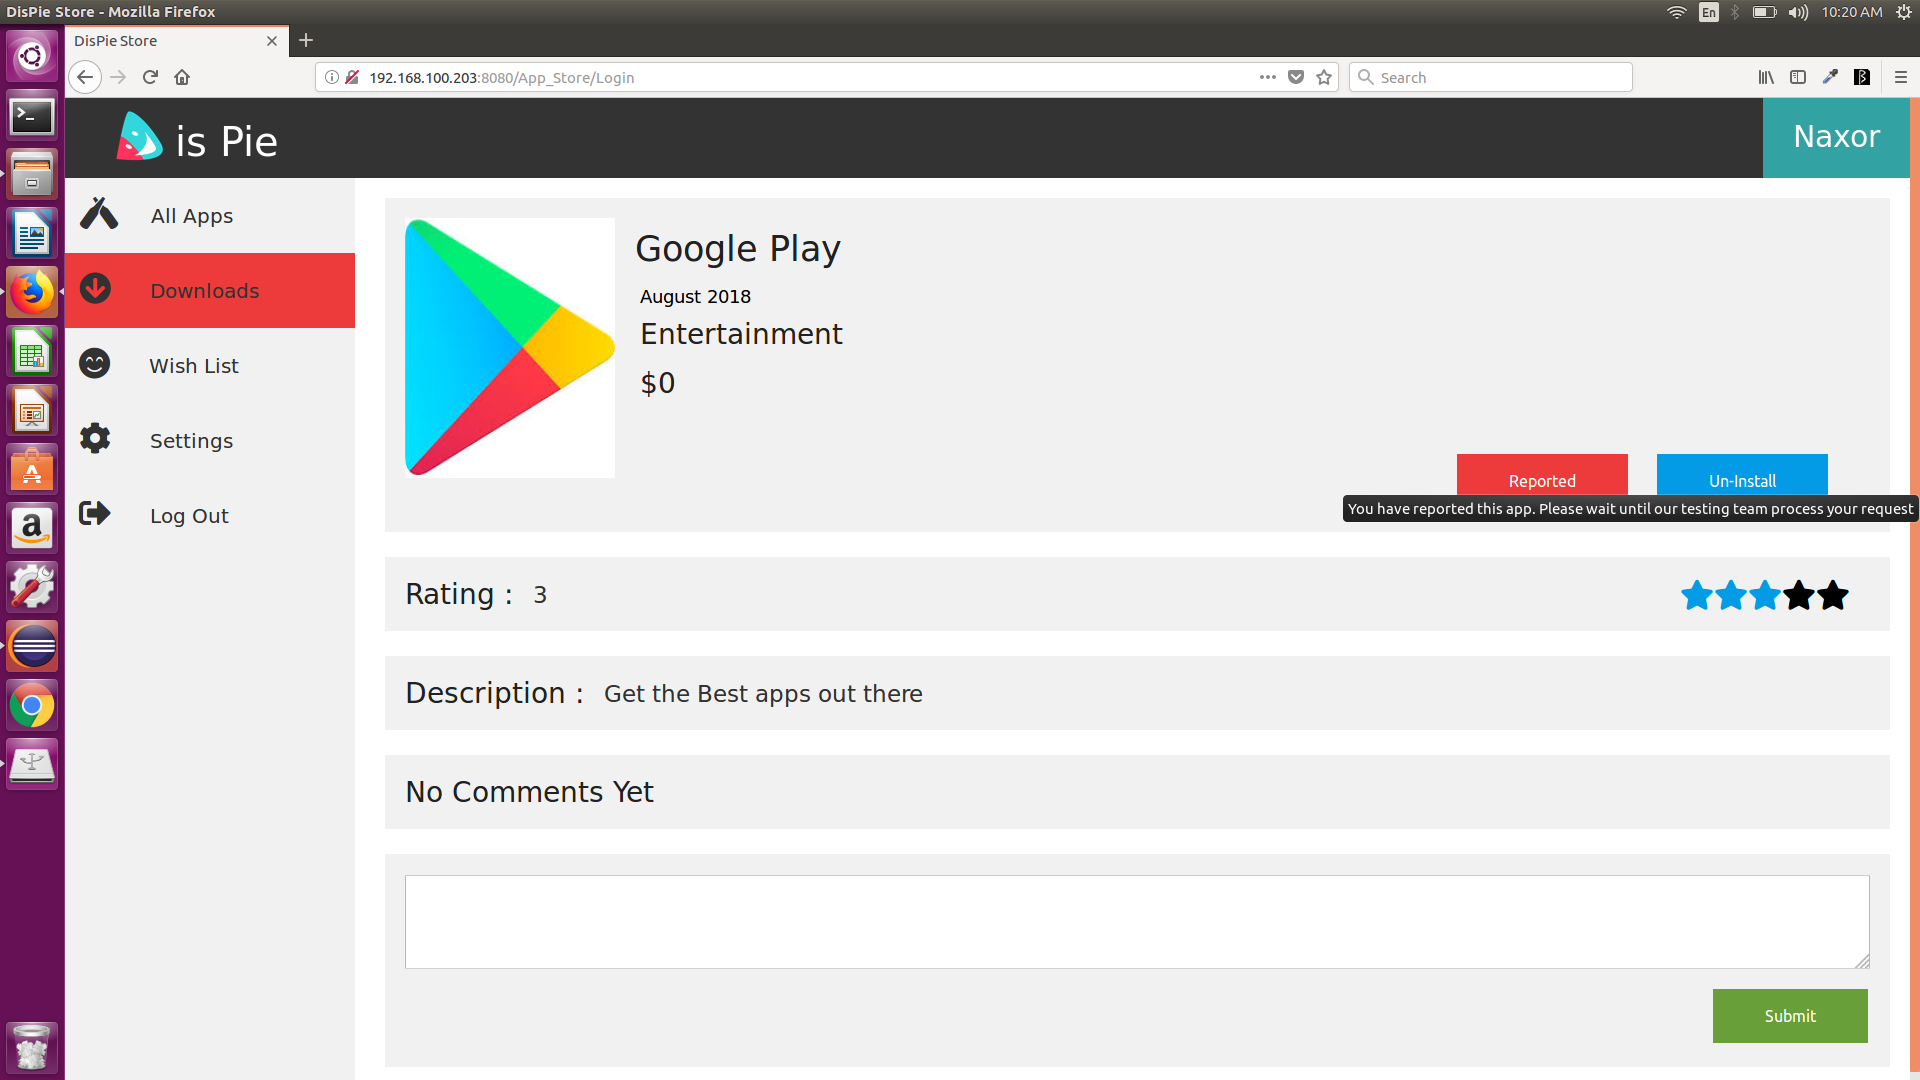 DisPie Store - Mozilla Firefox
En
10:20 AM
DisPie Store
192.168.100.203:8080/App_Store/Login
Search
is Pie
Naxor
All Apps
Downloads
Wish List
Settings
Log Out
Google Play
August 2018
Entertainment
$0
Reported
Un-Install
You have reported this app. Please wait until our testing team process your request
Rating : 3
Description : Get the Best apps out there
No Comments Yet
Submit